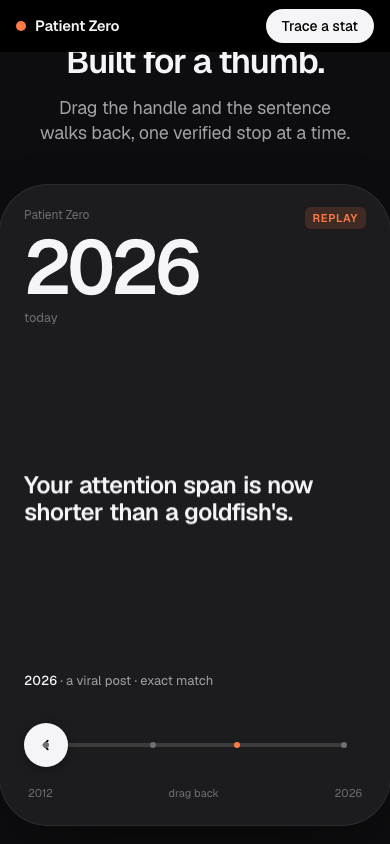 Patient Zero
Trace a stat
Built for a thumb.
Drag the handle and the sentence
walks back, one verified stop at a time.
Patient Zero
REPLAY
2026
today
Your attention span is now
shorter than a goldfish's.
2026 · a viral post · exact match
2012
drag back
2026